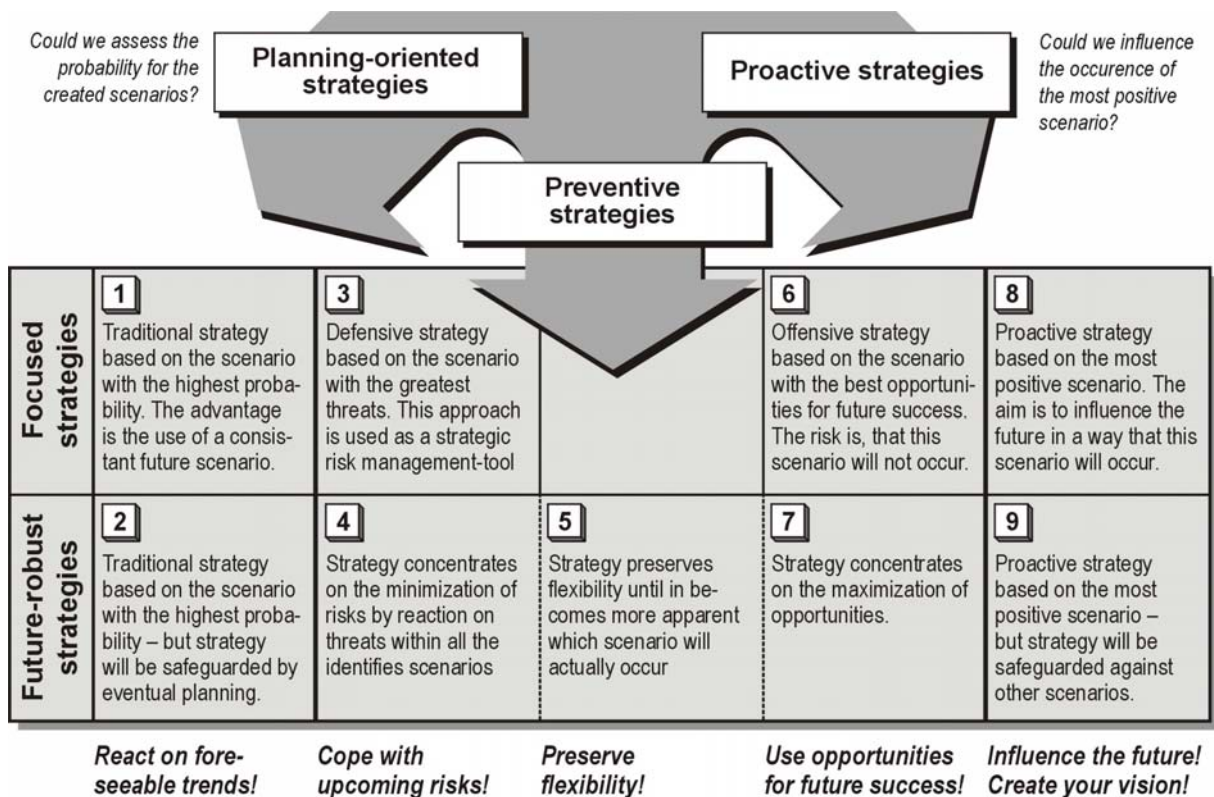 Could we assess the
probability for the
created scenarios?
Planning-oriented
strategies
Proactive strategies
Could we influence
the occurence of
the most positive
scenario?
Preventive
strategies
Focused
strategies
1
Traditional strategy
based on the scenario
with the highest proba-
bility. The advantage
is the use of a consis-
tant future scenario.
3
Defensive strategy
based on the scenario
with the greatest
threats. This approach
is used as a strategic
risk management-tool
6
Offensive strategy
based on the scenario
with the best opportuni-
ties for future success.
The risk is, that this
scenario will not occur.
8
Proactive strategy
based on the most
positive scenario. The
aim is to influence the
future in a way that this
scenario will occur.
Future-robust
strategies
2
Traditional strategy
based on the scenario
with the highest proba-
bility – but strategy
will be safeguarded by
eventual planning.
4
Strategy concentrates
on the minimization of
risks by reaction on
threats within all the
identifies scenarios
5
Strategy preserves
flexibility until in be-
comes more apparent
which scenario will
actually occur
7
Strategy concentrates
on the maximization of
opportunities.
9
Proactive strategy
based on the most
positive scenario –
but strategy will be
safeguarded against
other scenarios.
React on fore-
seeable trends!
Cope with
upcoming risks!
Preserve
flexibility!
Use opportunities
for future success!
Influence the future!
Create your vision!